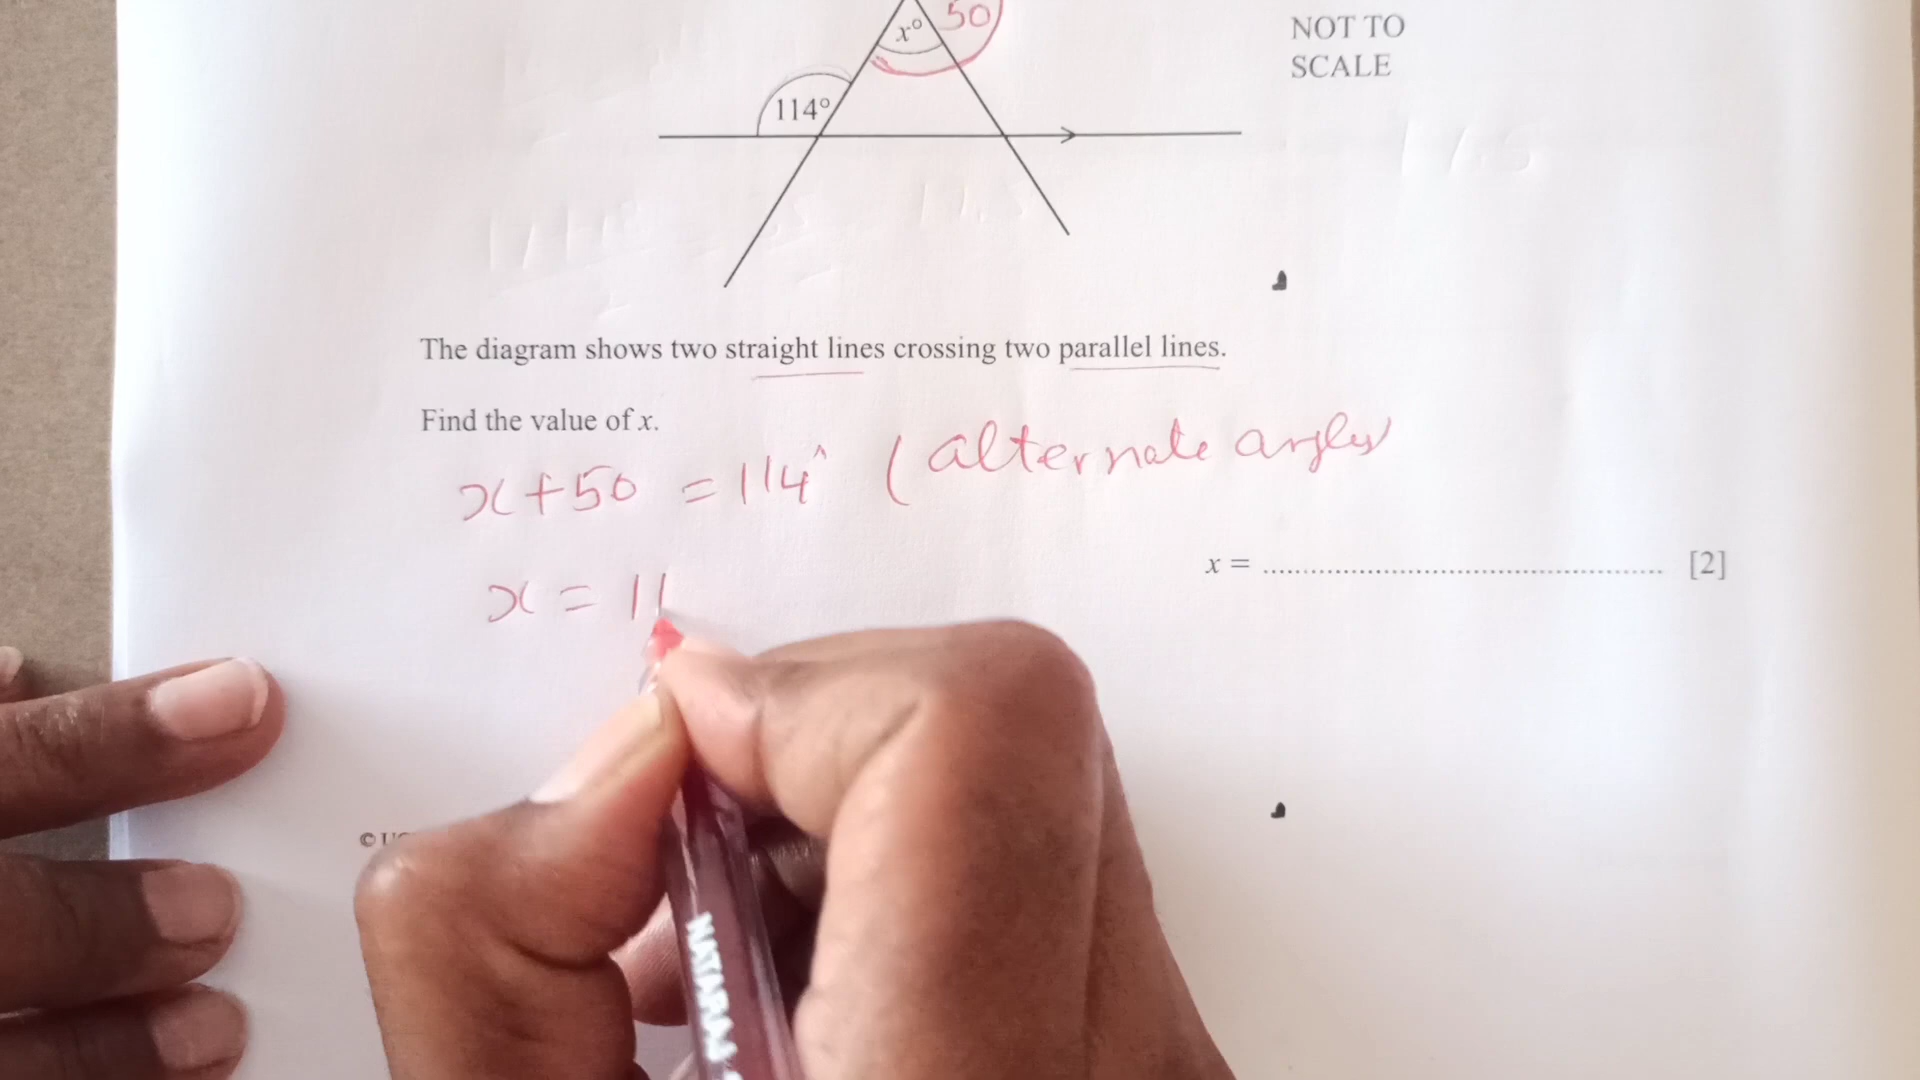 50
x°
NOT TO
SCALE
114°
The diagram shows two straight lines crossing two parallel lines.
Find the value of x.
x+50 = 114° (alternate angles
x = 11
x = ........................................................ [2]
©
NATARAJ